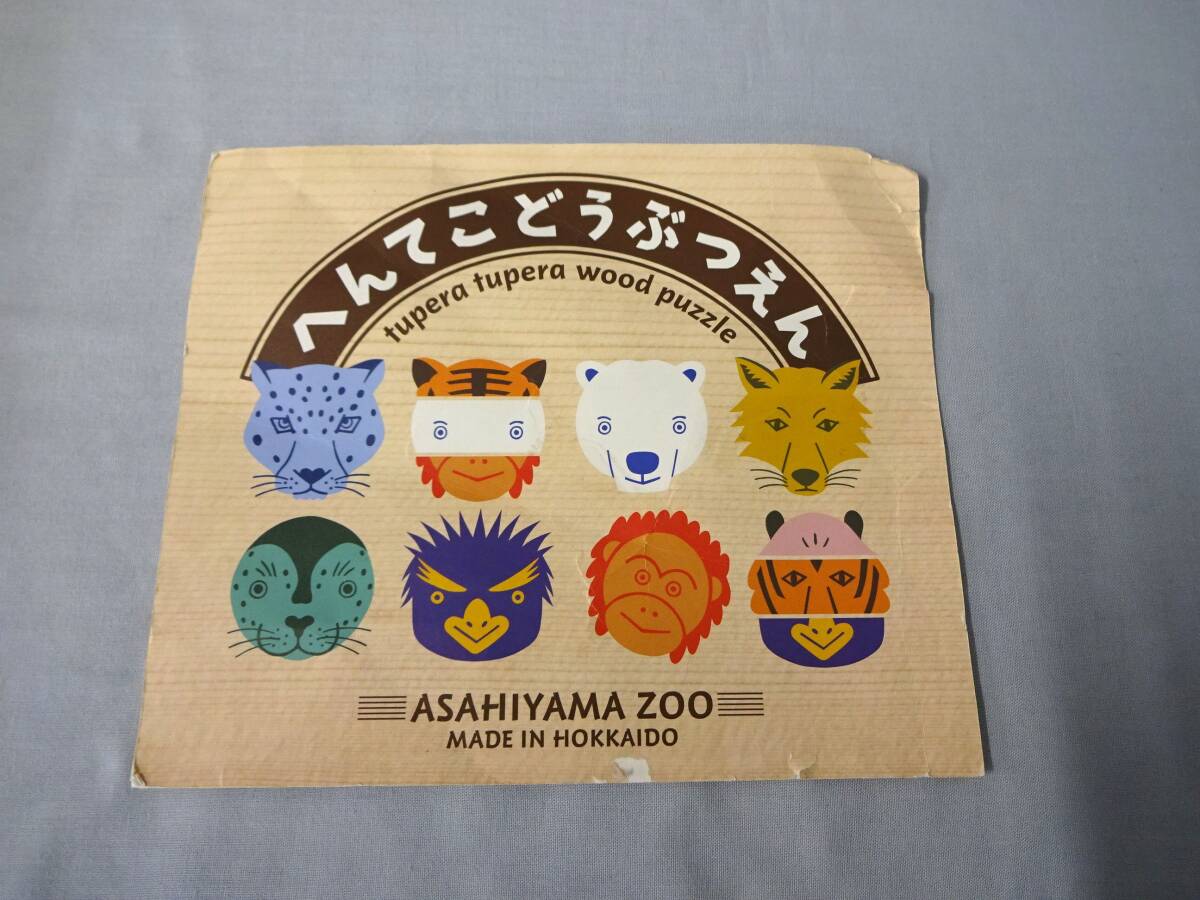 へんてこどうぶつえん
tupera tupera wood puzzle
ASAHIYAMA ZOO
MADE IN HOKKAIDO